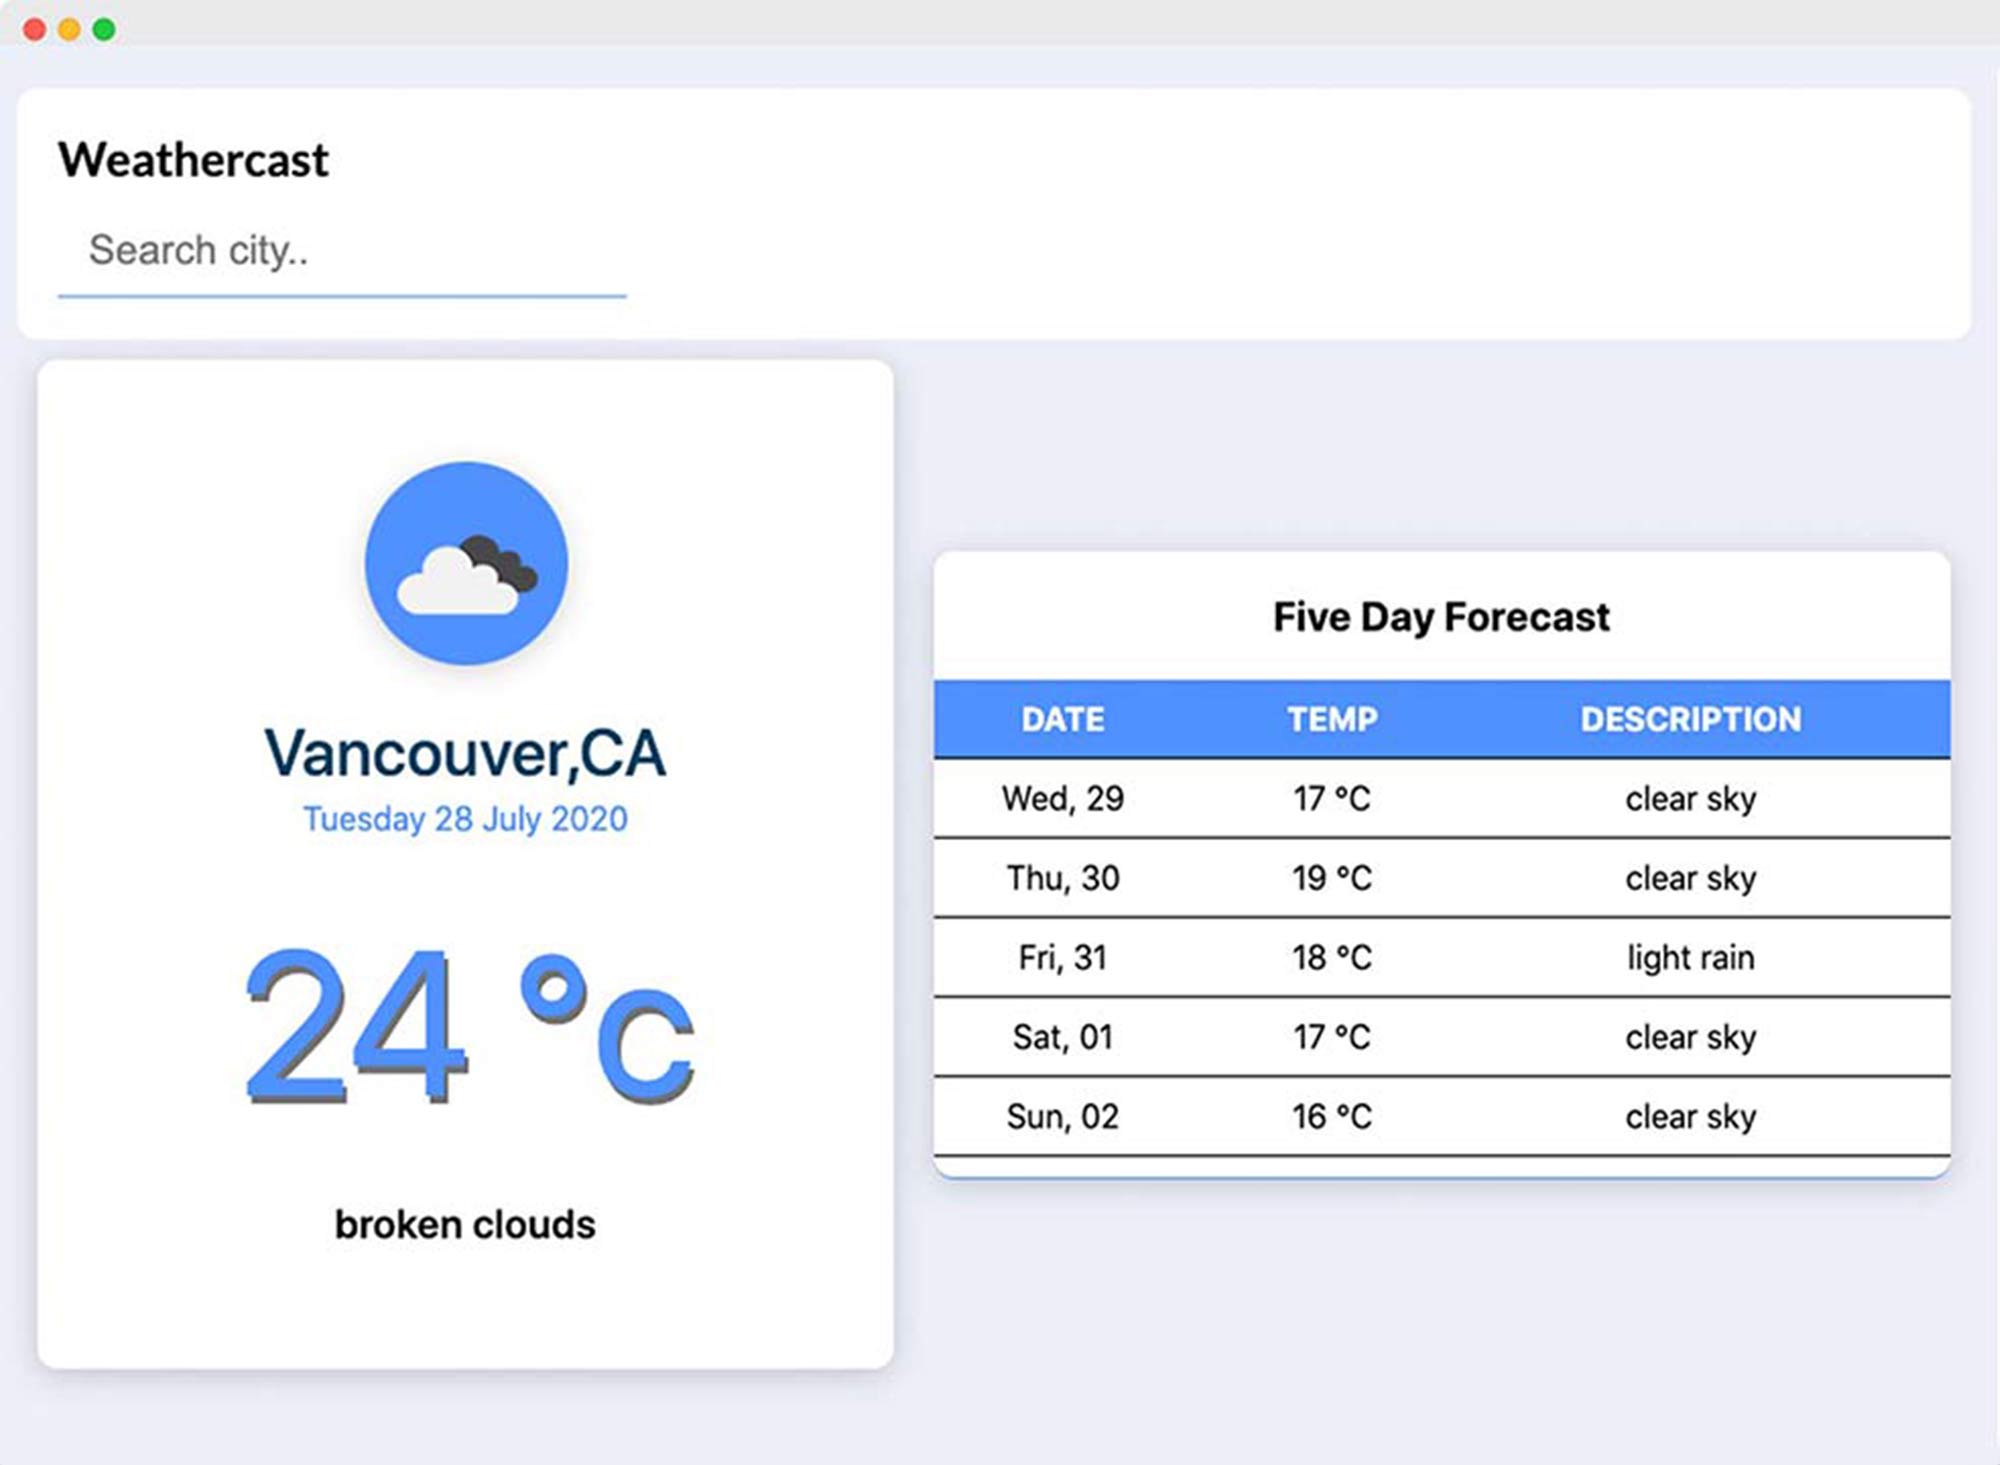 Weathercast
Search city..
Vancouver,CA
Tuesday 28 July 2020
24 °c
broken clouds
Five Day Forecast
DATE TEMP DESCRIPTION
Wed, 29 17 °C clear sky
Thu, 30 19 °C clear sky
Fri, 31 18 °C light rain
Sat, 01 17 °C clear sky
Sun, 02 16 °C clear sky